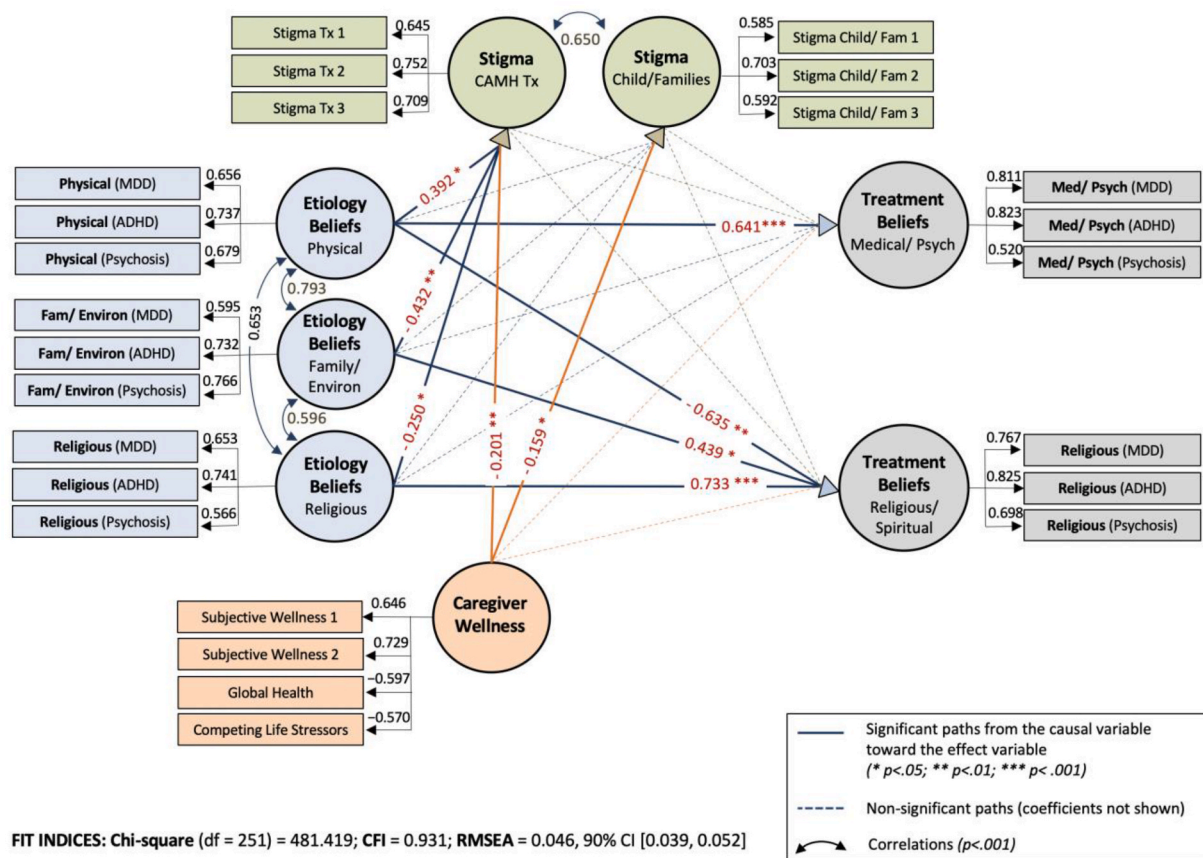 0.645
Stigma Tx 1
0.752
Stigma Tx 2
0.709
Stigma Tx 3
Stigma
CAMH Tx
0.650
Stigma
Child/Families
0.585
Stigma Child/ Fam 1
0.703
Stigma Child/ Fam 2
0.592
Stigma Child/ Fam 3
0.656
Physical (MDD)
0.737
Physical (ADHD)
0.679
Physical (Psychosis)
Etiology
Beliefs
Physical
0.392 *
0.641***
Treatment
Beliefs
Medical/ Psych
0.811
Med/ Psych (MDD)
0.823
Med/ Psych (ADHD)
0.520
Med/ Psych (Psychosis)
0.793
0.653
0.595
Fam/ Environ (MDD)
0.732
Fam/ Environ (ADHD)
0.766
Fam/ Environ (Psychosis)
Etiology
Beliefs
Family/
Environ
- 0.432 **
0.596
- 0.250 *
- 0.201 **
- 0.159 *
- 0.635 **
0.439 *
0.733 ***
0.653
Religious (MDD)
0.741
Religious (ADHD)
0.566
Religious (Psychosis)
Etiology
Beliefs
Religious
Treatment
Beliefs
Religious/
Spiritual
0.767
Religious (MDD)
0.825
Religious (ADHD)
0.698
Religious (Psychosis)
Caregiver
Wellness
0.646
Subjective Wellness 1
0.729
Subjective Wellness 2
−0.597
Global Health
−0.570
Competing Life Stressors
Significant paths from the causal variable
toward the effect variable
(* p<.05; ** p<.01; *** p< .001)
Non-significant paths (coefficients not shown)
Correlations (p<.001)
FIT INDICES: Chi-square (df = 251) = 481.419; CFI = 0.931; RMSEA = 0.046, 90% CI [0.039, 0.052]